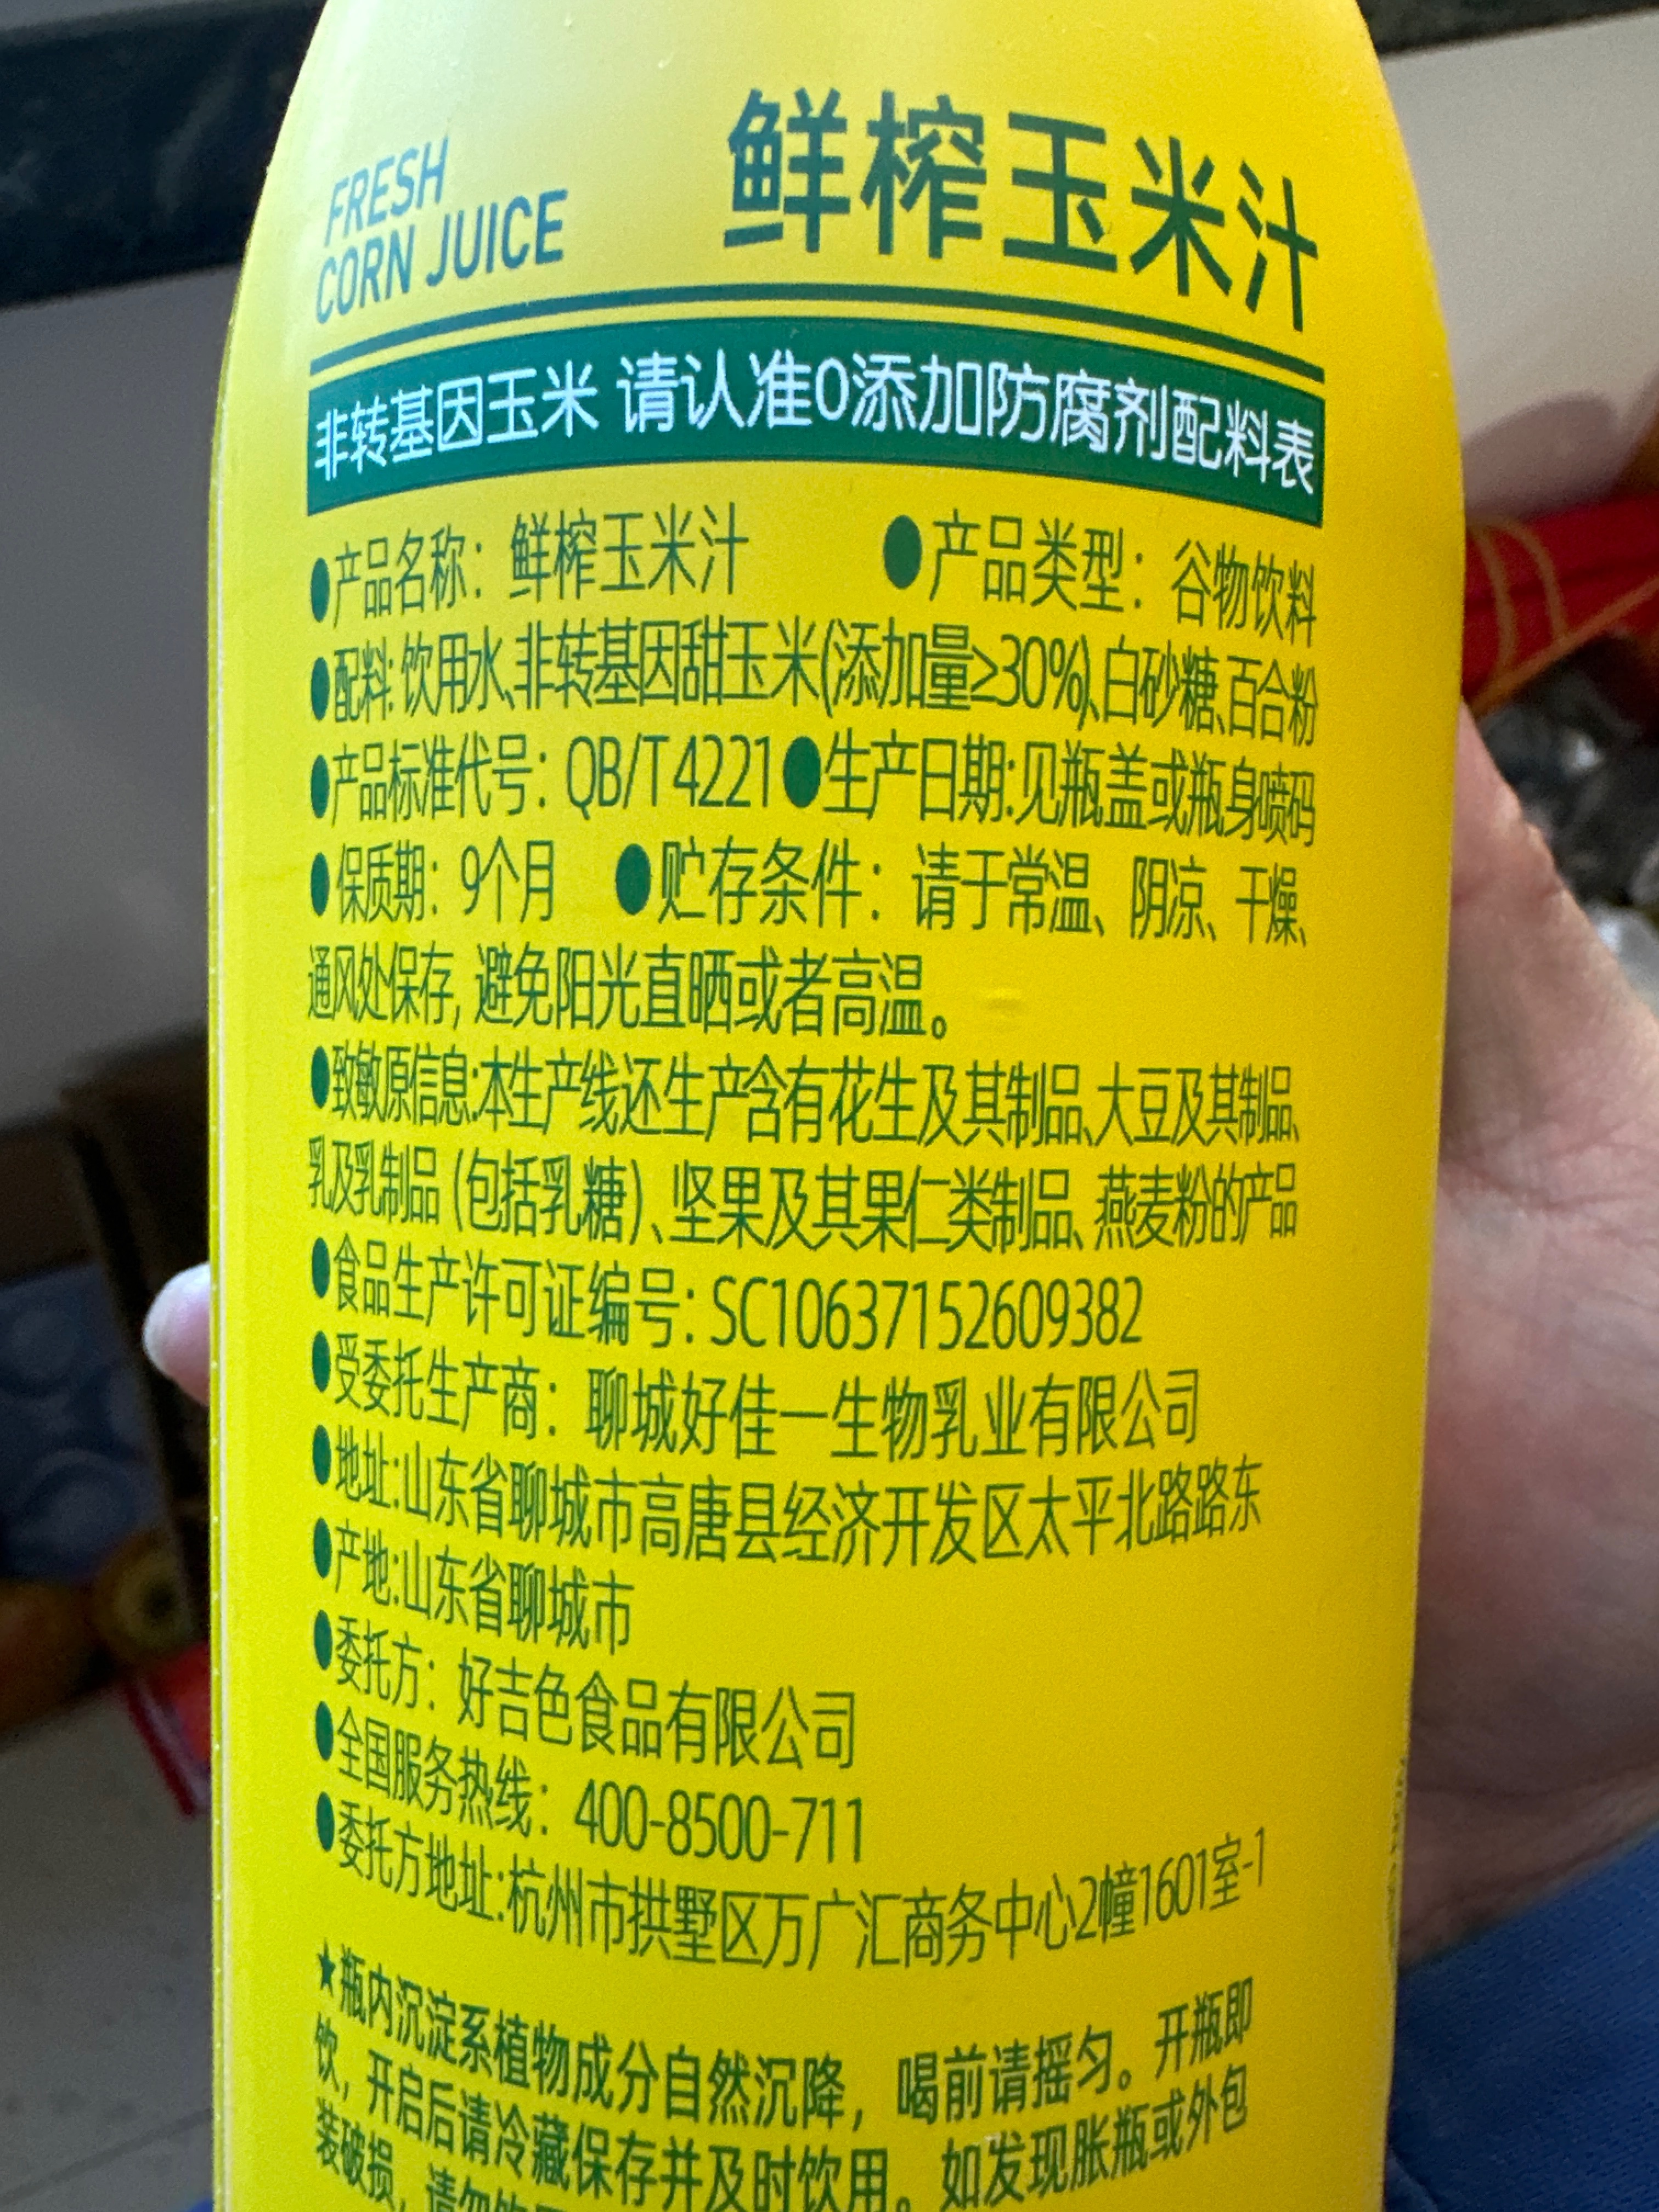 FRESH
CORN JUICE
鲜榨玉米汁
非转基因玉米 请认准0添加防腐剂配料表
●产品名称：鲜榨玉米汁 ●产品类型：谷物饮料
●配料:饮用水、非转基因甜玉米(添加量≥30%)、白砂糖、百合粉
●产品标准代号：QB/T 4221●生产日期:见瓶盖或瓶身喷码
●保质期：9个月 ●贮存条件：请于常温、阴凉、干燥、
通风处保存, 避免阳光直晒或者高温。
●致敏原信息:本生产线还生产含有花生及其制品、大豆及其制品、
乳及乳制品（包括乳糖）、坚果及其果仁类制品、燕麦粉的产品
●食品生产许可证编号: SC10637152609382
●受委托生产商：聊城好佳一生物乳业有限公司
●地址:山东省聊城市高唐县经济开发区太平北路路东
●产地:山东省聊城市
●委托方：好吉色食品有限公司
●全国服务热线：400-8500-711
●委托方地址:杭州市拱墅区万广汇商务中心2幢1601室-1
★瓶内沉淀系植物成分自然沉降，喝前请摇匀。开瓶即
饮，开启后请冷藏保存并及时饮用。如发现胀瓶或外包
装破损，请勿